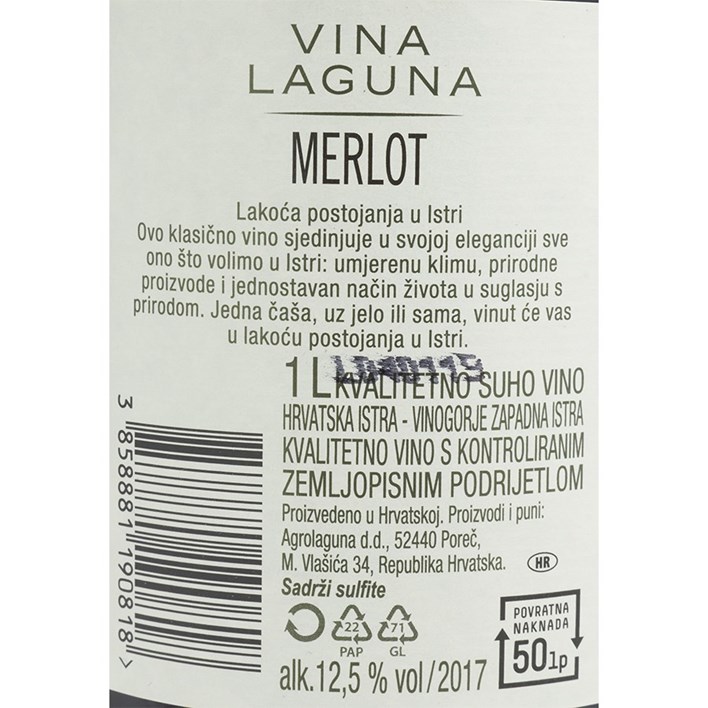 VINA
LAGUNA
MERLOT
Lakoća postojanja u Istri
Ovo klasično vino sjedinjuje u svojoj eleganciji sve
ono što volimo u Istri: umjerenu klimu, prirodne
proizvode i jednostavan način života u suglasju s
prirodom. Jedna čaša, uz jelo ili sama, vinut će vas
u lakoću postojanja u Istri.
L040119
1 L KVALITETNO SUHO VINO
HRVATSKA ISTRA - VINOGORJE ZAPADNA ISTRA
KVALITETNO VINO S KONTROLIRANIM
ZEMLJOPISNIM PODRIJETLOM
Proizvedeno u Hrvatskoj. Proizvodi i puni:
Agrolaguna d.d., 52440 Poreč,
M. Vlašića 34, Republika Hrvatska.
HR
Sadrži sulfite
22
PAP
71
GL
alk.12,5 % vol/2017
POVRATNA
NAKNADA
50lp
3 858881 190818 >